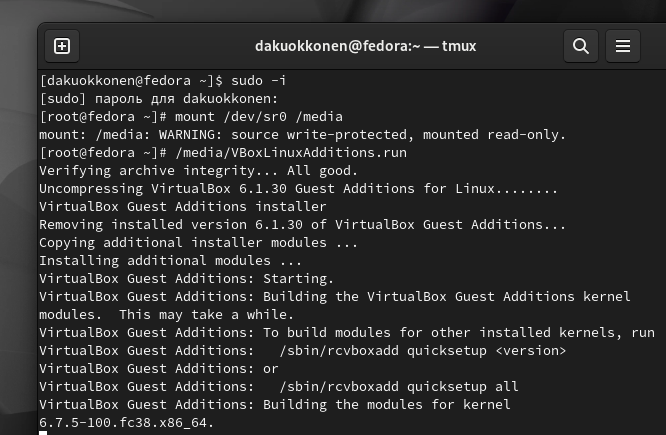 dakuokkonen@fedora:~ — tmux
[dakuokkonen@fedora ~]$ sudo -i
[sudo] пароль для dakuokkonen:
[root@fedora ~]# mount /dev/sr0 /media
mount: /media: WARNING: source write-protected, mounted read-only.
[root@fedora ~]# /media/VBoxLinuxAdditions.run
Verifying archive integrity... All good.
Uncompressing VirtualBox 6.1.30 Guest Additions for Linux........
VirtualBox Guest Additions installer
Removing installed version 6.1.30 of VirtualBox Guest Additions...
Copying additional installer modules ...
Installing additional modules ...
VirtualBox Guest Additions: Starting.
VirtualBox Guest Additions: Building the VirtualBox Guest Additions kernel
modules.  This may take a while.
VirtualBox Guest Additions: To build modules for other installed kernels, run
VirtualBox Guest Additions:   /sbin/rcvboxadd quicksetup <version>
VirtualBox Guest Additions: or
VirtualBox Guest Additions:   /sbin/rcvboxadd quicksetup all
VirtualBox Guest Additions: Building the modules for kernel
6.7.5-100.fc38.x86_64.